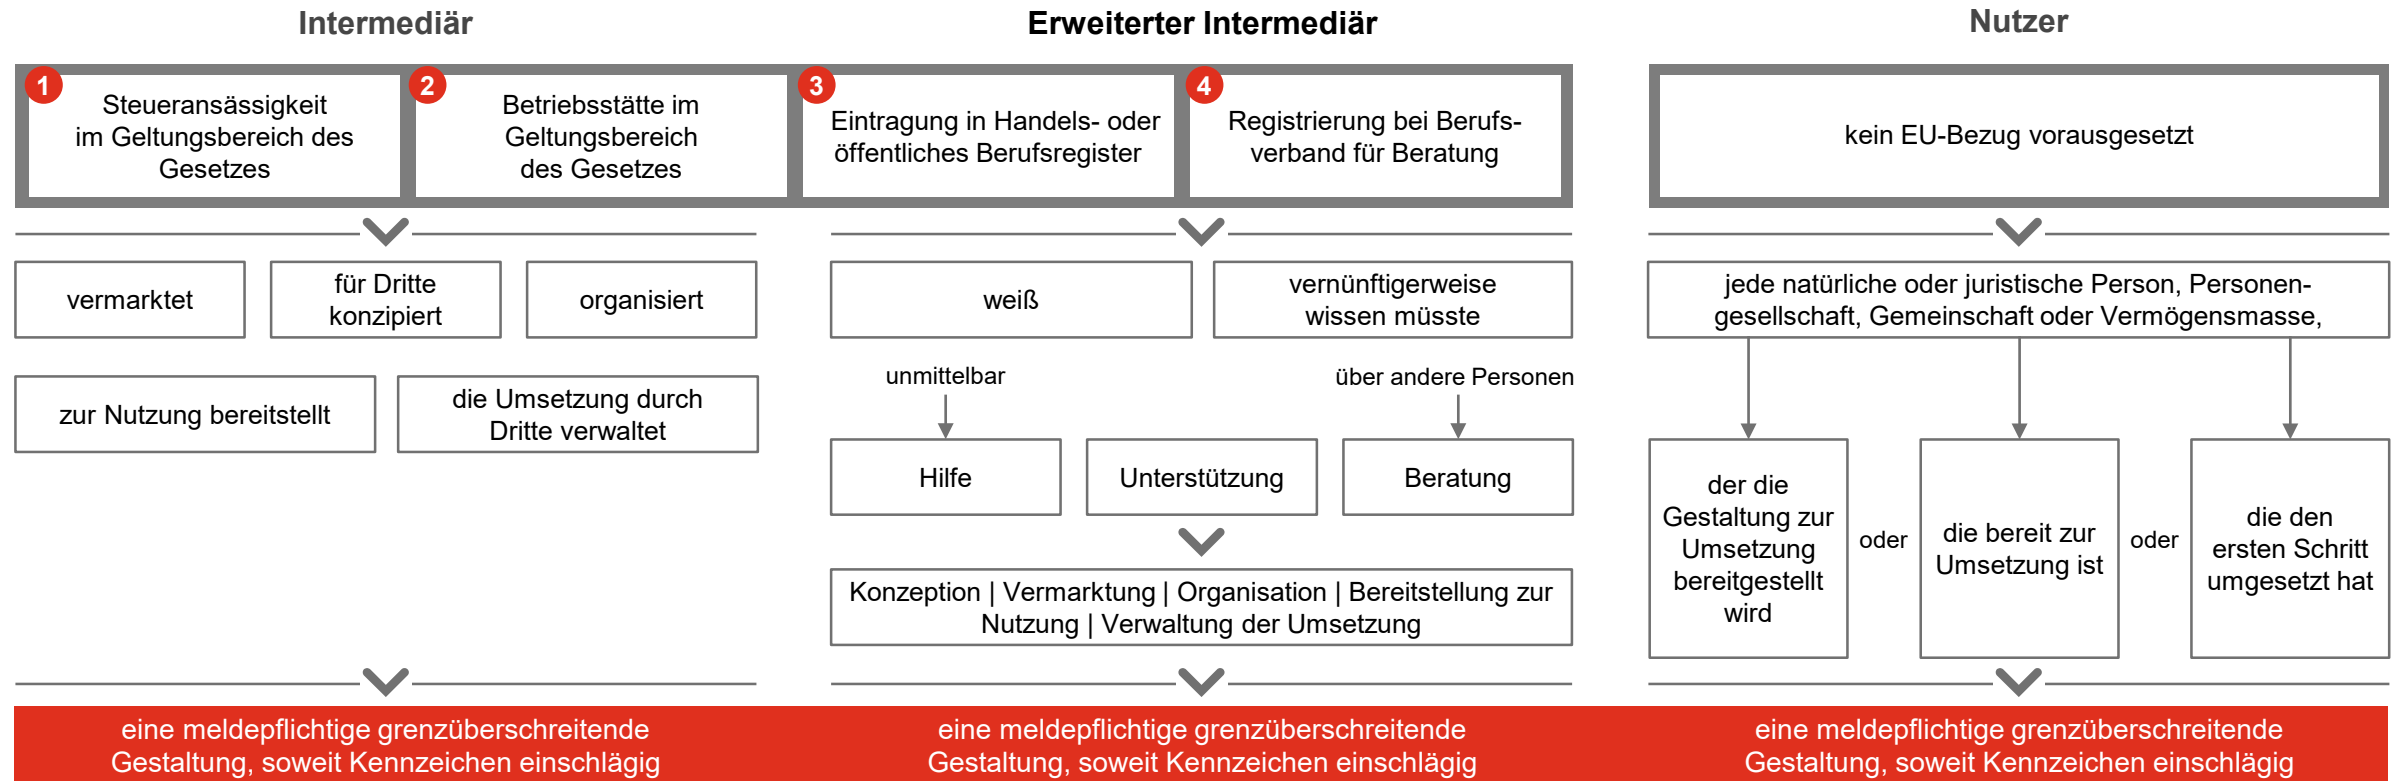 Intermediär
Erweiterter Intermediär
Nutzer
1
Steueransässigkeit
im Geltungsbereich des
Gesetzes
2
Betriebsstätte im
Geltungsbereich
des Gesetzes
3
Eintragung in Handels- oder
öffentliches Berufsregister
4
Registrierung bei Berufs-
verband für Beratung
kein EU-Bezug vorausgesetzt
vermarktet
für Dritte
konzipiert
organisiert
zur Nutzung bereitstellt
die Umsetzung durch
Dritte verwaltet
weiß
vernünftigerweise
wissen müsste
unmittelbar
über andere Personen
Hilfe
Unterstützung
Beratung
Konzeption | Vermarktung | Organisation | Bereitstellung zur
Nutzung | Verwaltung der Umsetzung
jede natürliche oder juristische Person, Personen-
gesellschaft, Gemeinschaft oder Vermögensmasse,
der die
Gestaltung zur
Umsetzung
bereitgestellt
wird
oder
die bereit zur
Umsetzung ist
oder
die den
ersten Schritt
umgesetzt hat
eine meldepflichtige grenzüberschreitende
Gestaltung, soweit Kennzeichen einschlägig
eine meldepflichtige grenzüberschreitende
Gestaltung, soweit Kennzeichen einschlägig
eine meldepflichtige grenzüberschreitende
Gestaltung, soweit Kennzeichen einschlägig